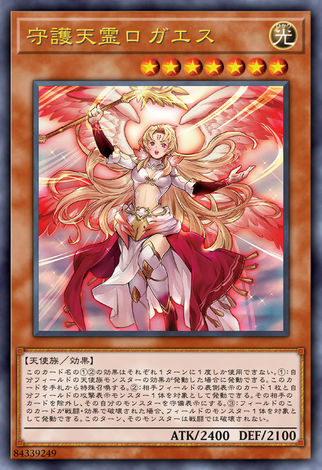 守護天霊ロガエス
光
【天使族／効果】
このカード名の①②の効果はそれぞれ１ターンに１度しか使用できない。①：自
分フィールドの天使族モンスターの効果が発動した場合に発動できる。このカー
ドを手札から特殊召喚する。②：相手フィールドの表側表示のカード１枚と自
分フィールドの攻撃表示モンスター１体を対象として発動できる。その相手のカ
ードを除外し、その自分のモンスターを守備表示にする。③：フィールドのこ
のカードが戦闘・効果で破壊された場合、フィールドのモンスター１体を対象と
して発動できる。このターン、そのモンスターは戦闘では破壊されない。
ATK/2400 DEF/2100
84339249